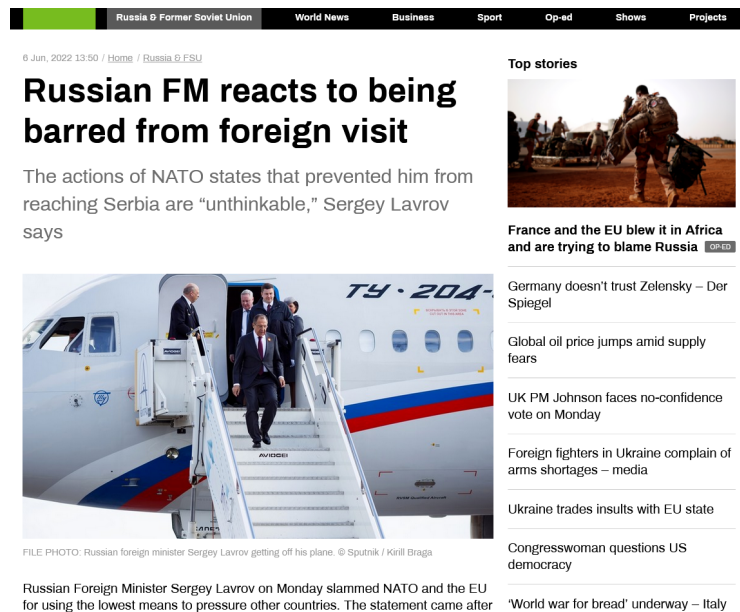 Russia & Former Soviet Union World News Business Sport Op-ed Shows Projects
6 Jun, 2022 13:50 / Home / Russia & FSU
Russian FM reacts to being
barred from foreign visit
The actions of NATO states that prevented him from
reaching Serbia are “unthinkable,” Sergey Lavrov
says
ТУ · 204-
AVIOGEI
AVIOGEI
FILE PHOTO: Russian foreign minister Sergey Lavrov getting off his plane. © Sputnik / Kirill Braga
Russian Foreign Minister Sergey Lavrov on Monday slammed NATO and the EU
for using the lowest means to pressure other countries. The statement came after
Top stories
France and the EU blew it in Africa
and are trying to blame Russia OP-ED
Germany doesn’t trust Zelensky – Der
Spiegel
Global oil price jumps amid supply
fears
UK PM Johnson faces no-confidence
vote on Monday
Foreign fighters in Ukraine complain of
arms shortages – media
Ukraine trades insults with EU state
Congresswoman questions US
democracy
‘World war for bread’ underway – Italy